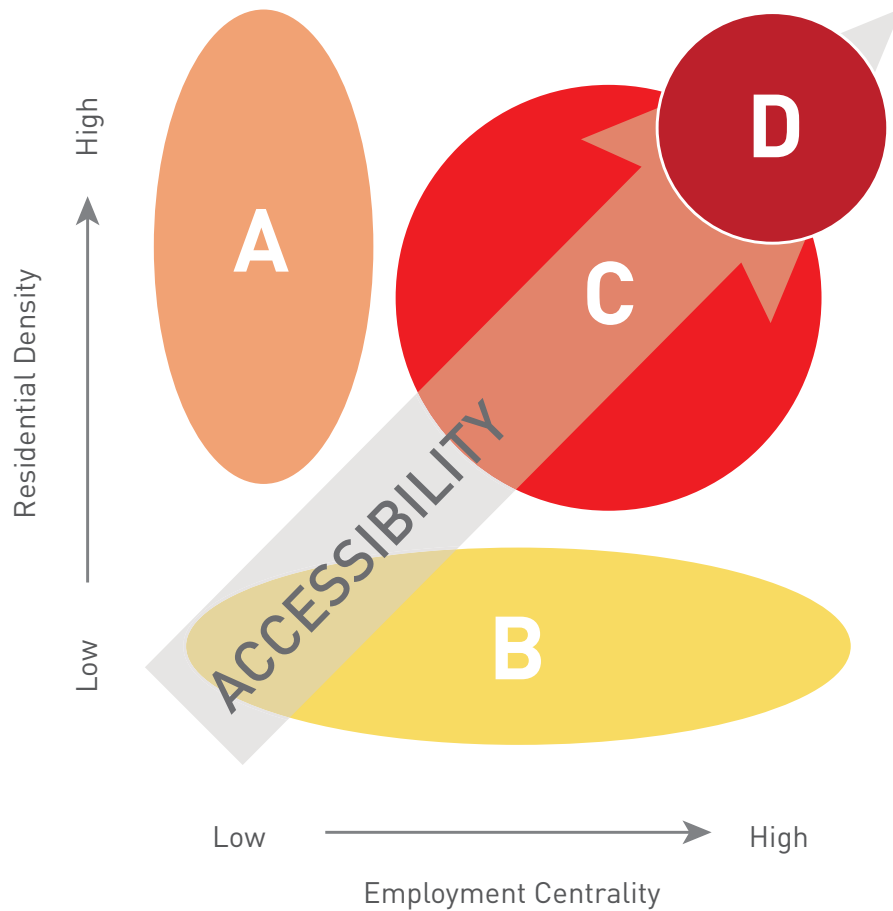 High
Residential Density
Low
A
B
C
D
ACCESSIBILITY
Low
High
Employment Centrality